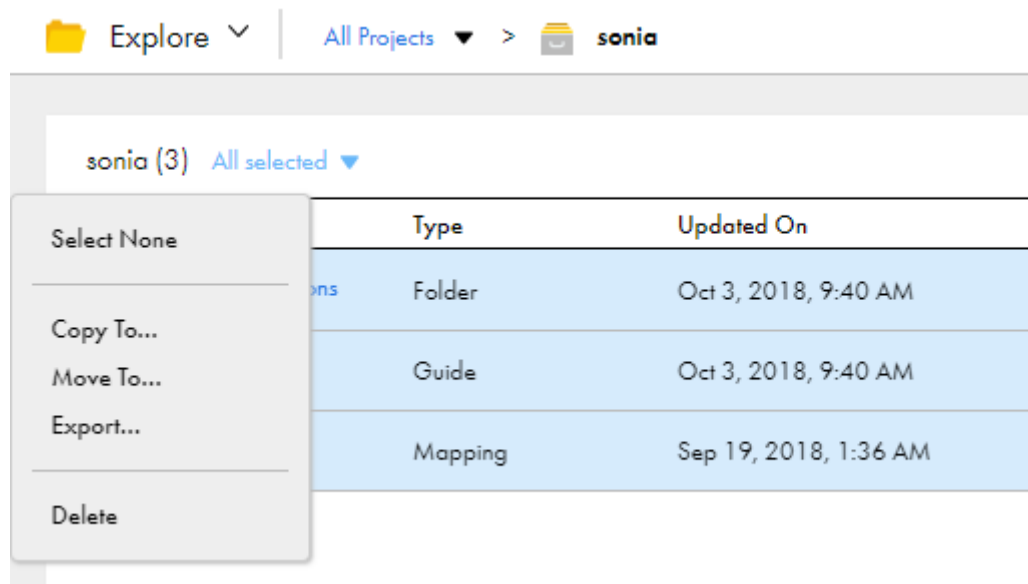 Explore All Projects > sonia
sonia (3) All selected
Type Updated On
Select None
ons Folder Oct 3, 2018, 9:40 AM
Copy To...
Move To... Guide Oct 3, 2018, 9:40 AM
Export...
Mapping Sep 19, 2018, 1:36 AM
Delete